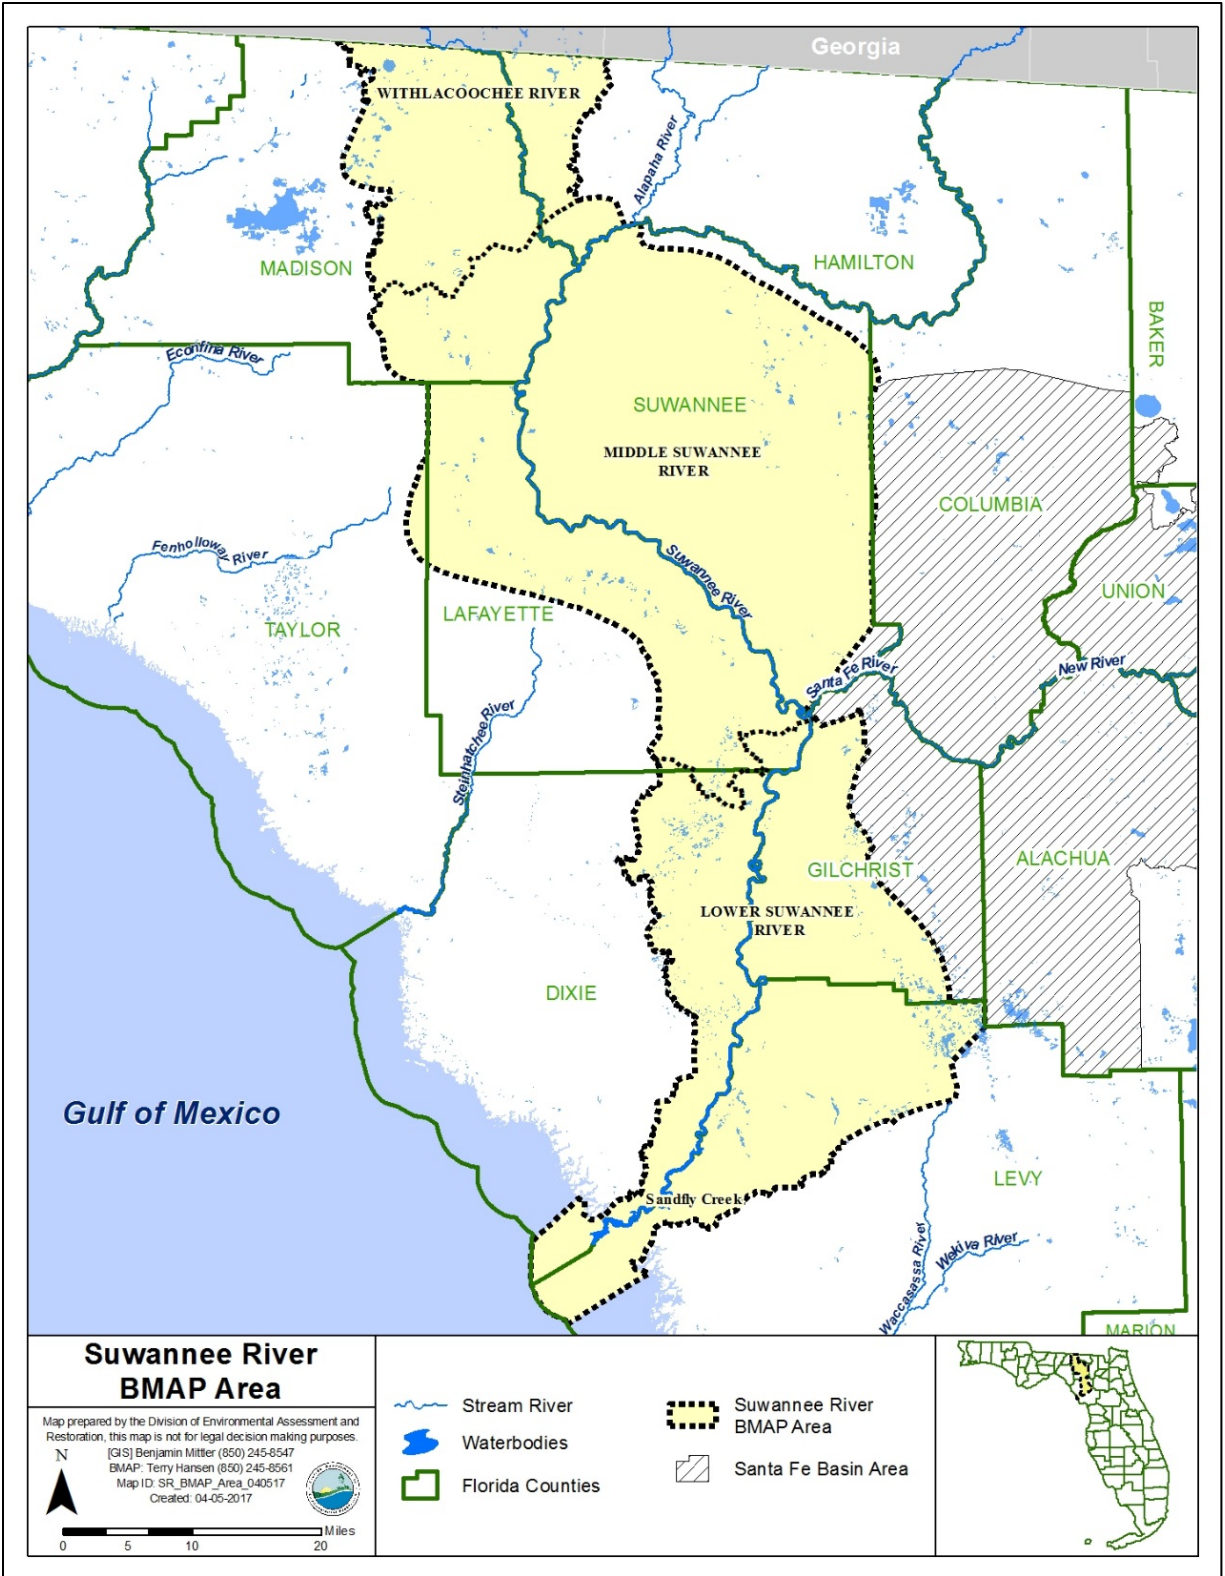 Georgia
WITHLACOOCHEE RIVER
Alapaha River
MADISON
HAMILTON
BAKER
Econfina River
SUWANNEE
MIDDLE SUWANNEE
RIVER
COLUMBIA
Fenholloway River
Suwannee River
UNION
LAFAYETTE
TAYLOR
Santa Fe River
New River
Steinhatchee River
GILCHRIST
ALACHUA
LOWER SUWANNEE
RIVER
DIXIE
Gulf of Mexico
LEVY
Sandfly Creek
Waccasassa River
Wekiva River
MARION
Suwannee River
BMAP Area
Map prepared by the Division of Environmental Assessment and
Restoration, this map is not for legal decision making purposes.
[GIS] Benjamin Mittler (850) 245-8547
BMAP: Terry Hansen (850) 245-8561
Map ID: SR_BMAP_Area_040517
Created: 04-05-2017
N
Miles
0 5 10 20
Stream River
Waterbodies
Florida Counties
Suwannee River
BMAP Area
Santa Fe Basin Area